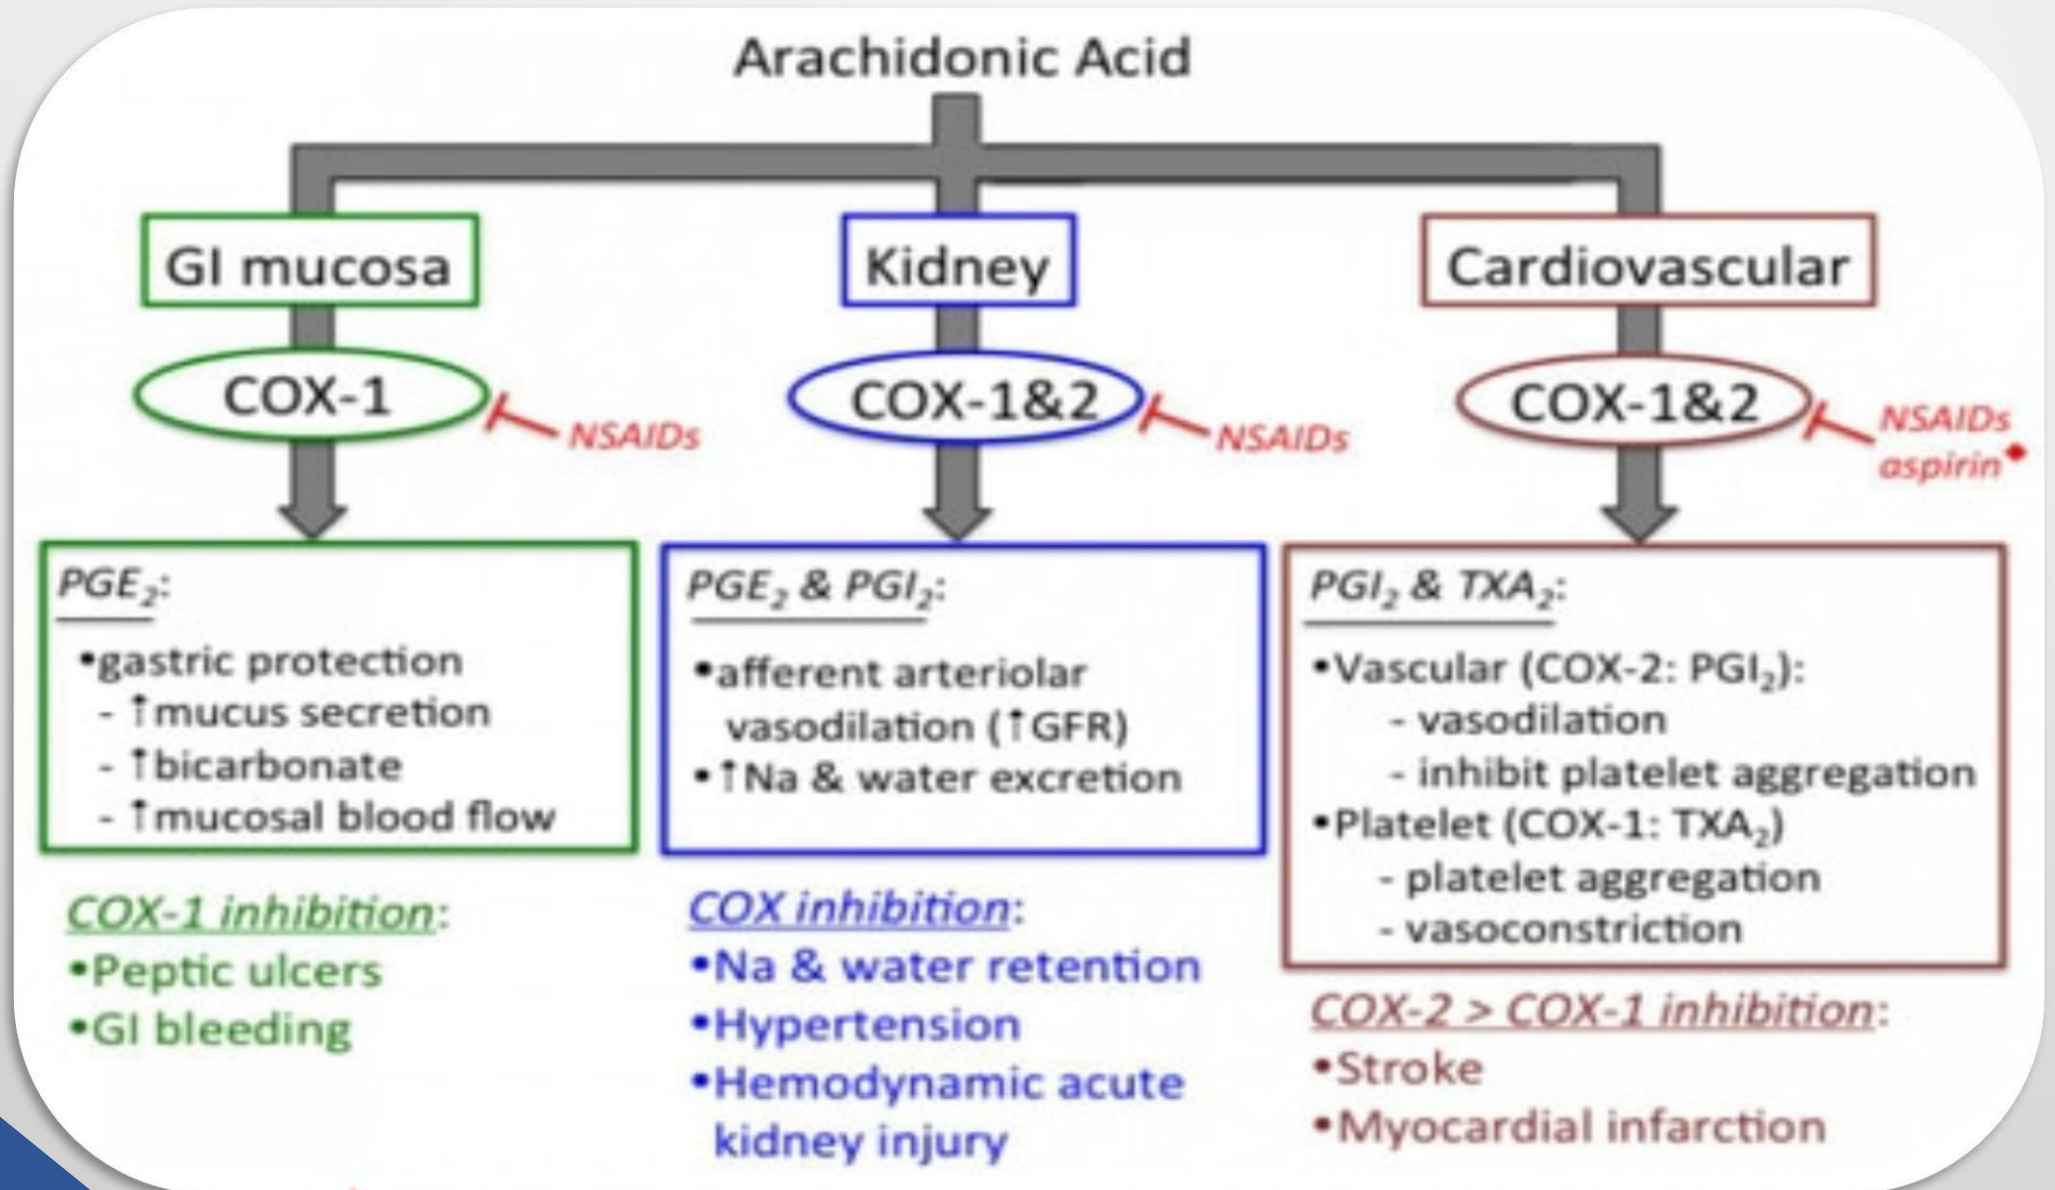 Arachidonic Acid
GI mucosa
COX-1
NSAIDs
PGE₂:
•gastric protection
- ↑mucus secretion
- ↑bicarbonate
- ↑mucosal blood flow
COX-1 inhibition:
•Peptic ulcers
•GI bleeding
Kidney
COX-1&2
NSAIDs
PGE₂ & PGI₂:
•afferent arteriolar
vasodilation (↑GFR)
•↑Na & water excretion
COX inhibition:
•Na & water retention
•Hypertension
•Hemodynamic acute
kidney injury
Cardiovascular
COX-1&2
NSAIDs
aspirin◆
PGI₂ & TXA₂:
•Vascular (COX-2: PGI₂):
- vasodilation
- inhibit platelet aggregation
•Platelet (COX-1: TXA₂)
- platelet aggregation
- vasoconstriction
COX-2 > COX-1 inhibition:
•Stroke
•Myocardial infarction